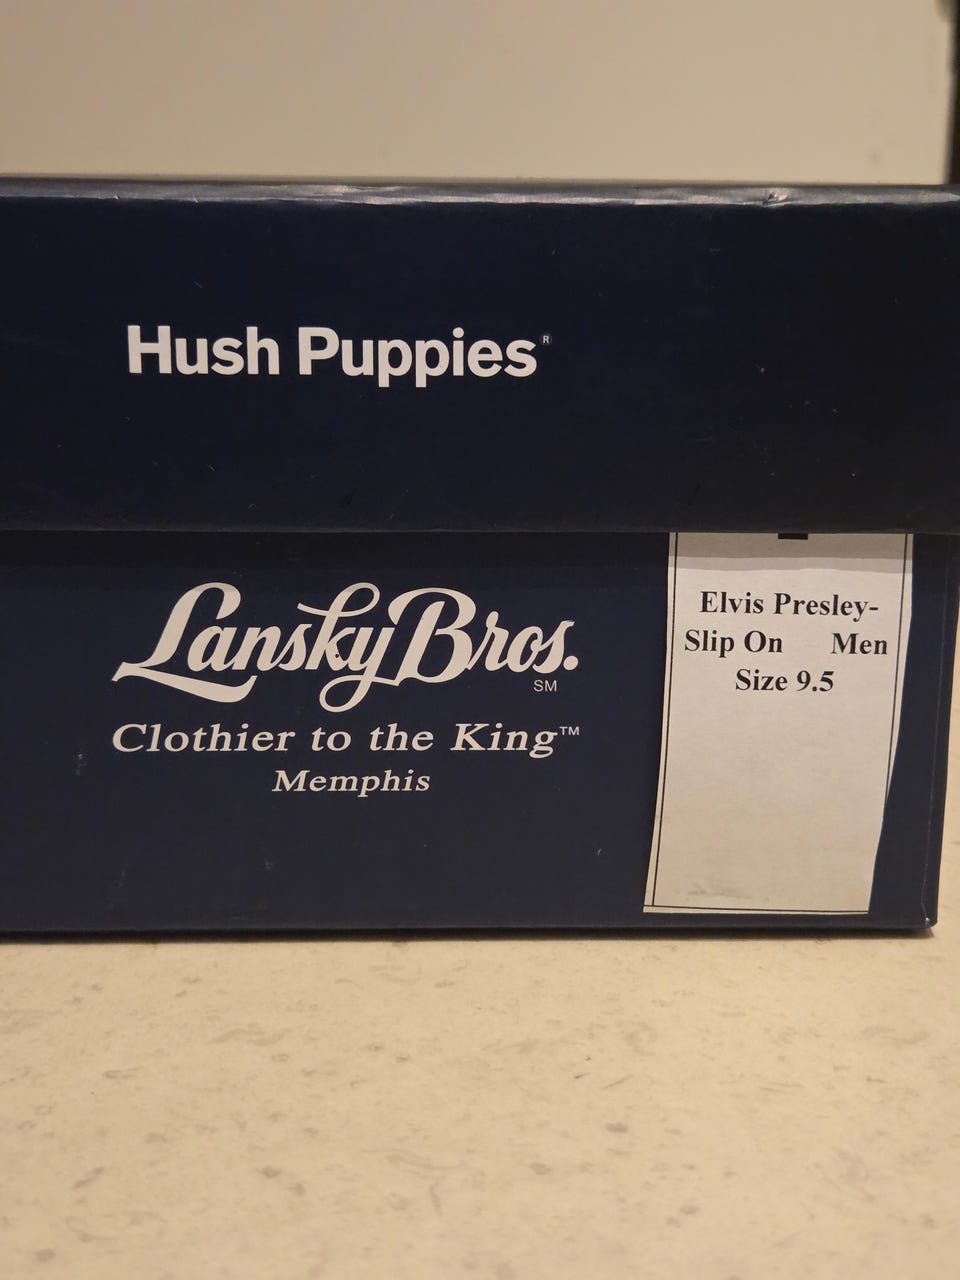 Hush Puppies®
Lansky Bros.
SM
Clothier to the King™
Memphis
Elvis Presley-
Slip On Men
Size 9.5